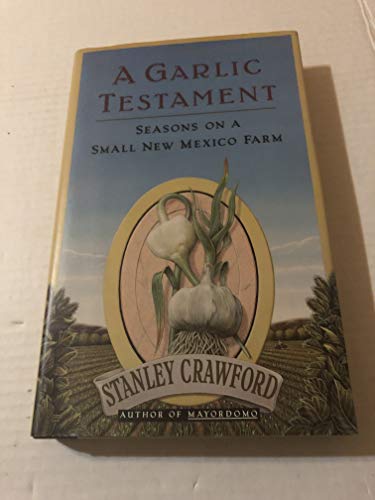 A GARLIC
TESTAMENT
SEASONS ON A
SMALL NEW MEXICO FARM
STANLEY CRAWFORD
AUTHOR OF MAYORDOMO